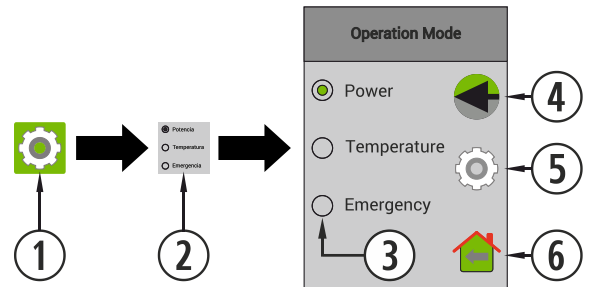 Operation Mode
Power
Temperature
Emergency
Potencia
Temperatura
Emergencia
1
2
3
4
5
6